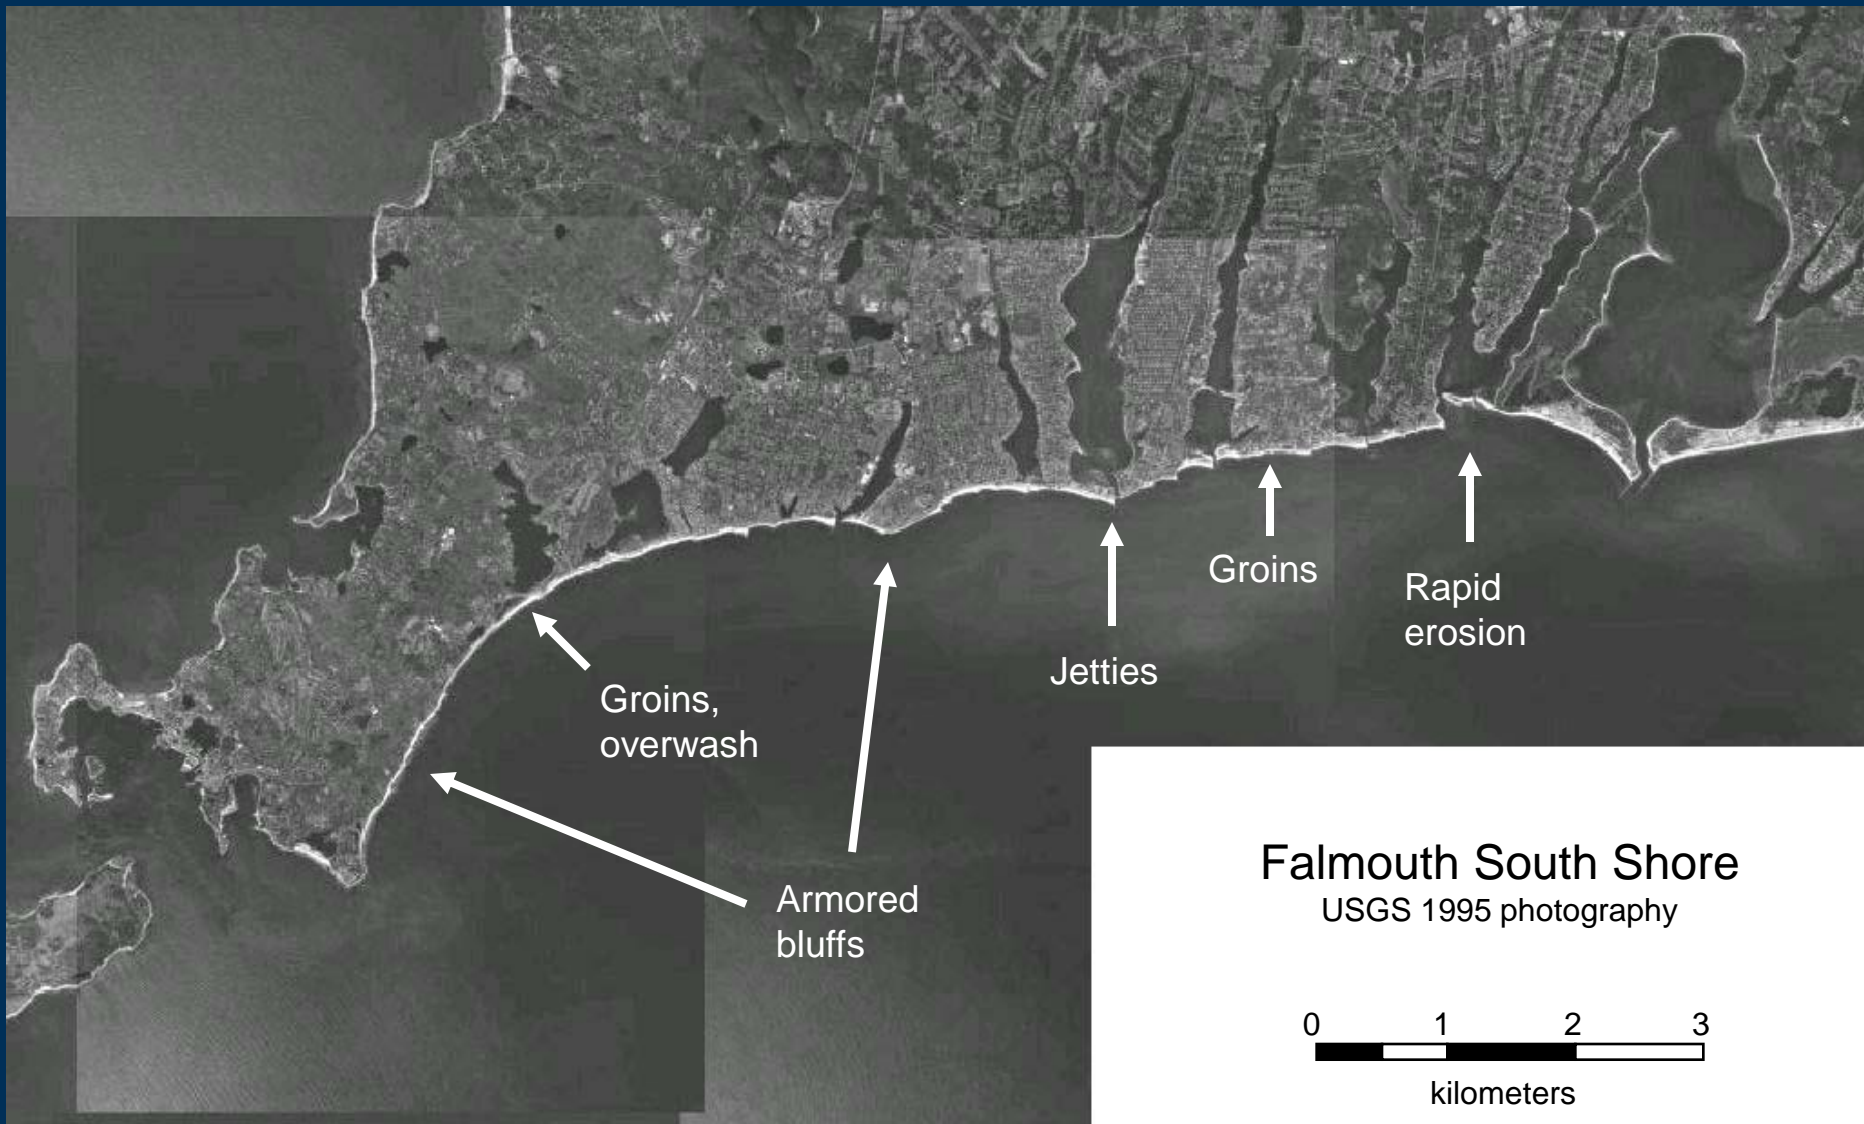 Groins
Rapid
erosion
Jetties
Groins,
overwash
Armored
bluffs
Falmouth South Shore
USGS 1995 photography
0 1 2 3
kilometers